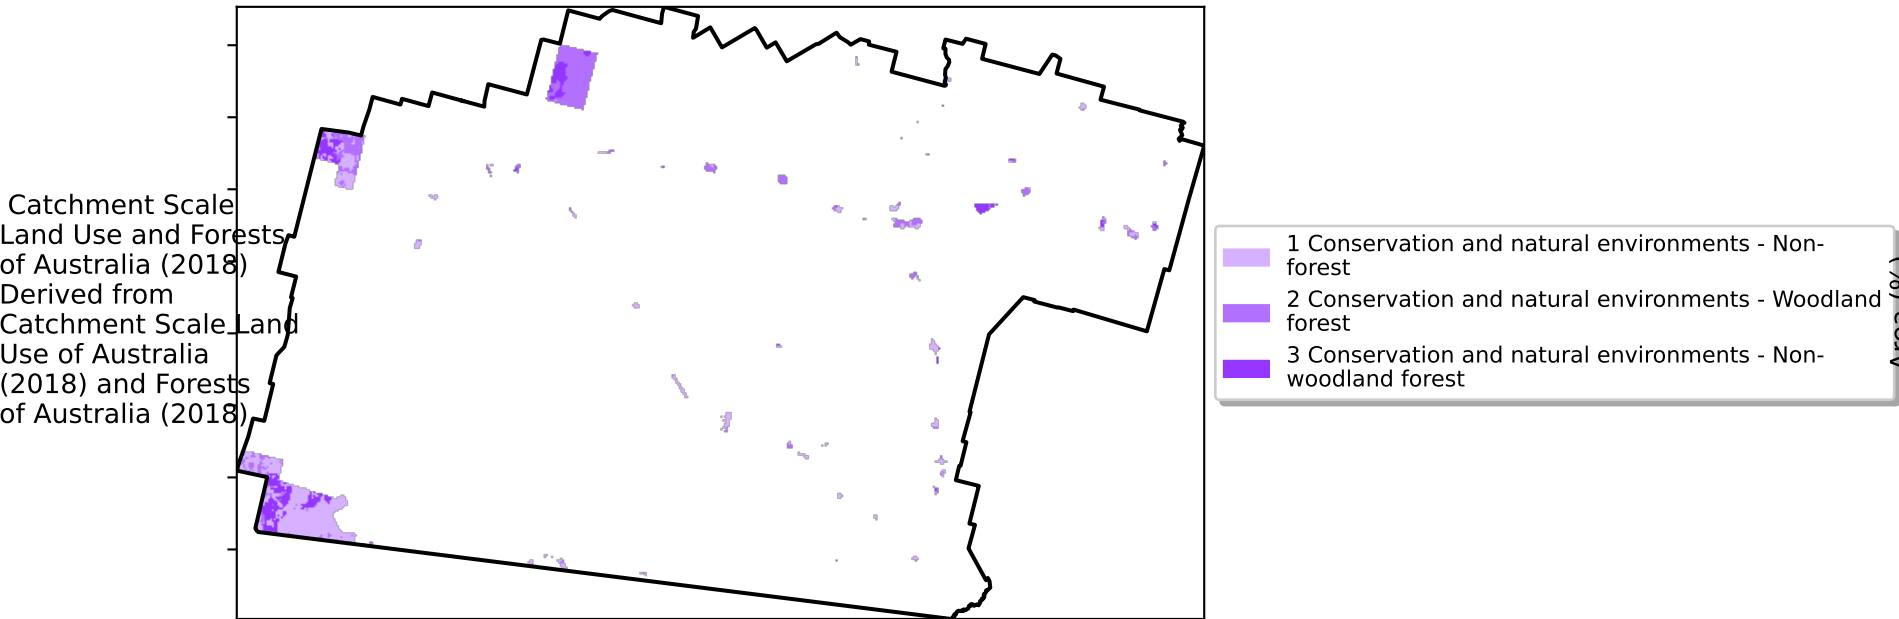 Catchment Scale
Land Use and Forests
of Australia (2018)
Derived from
Catchment Scale Land
Use of Australia
(2018) and Forests
of Australia (2018)
1 Conservation and natural environments - Non-
forest
2 Conservation and natural environments - Woodland
forest
3 Conservation and natural environments - Non-
woodland forest